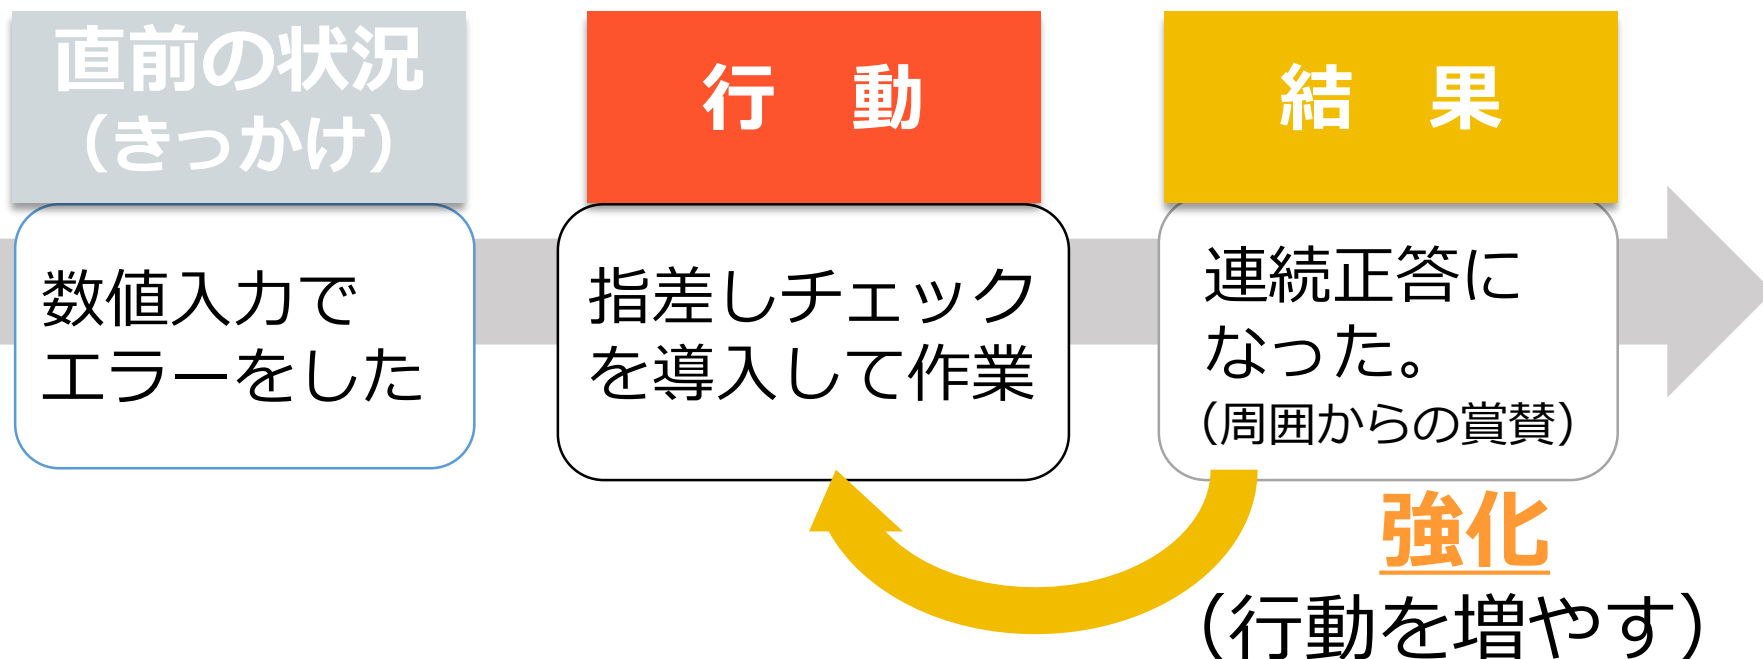 直前の状況
（きっかけ）
行　動
結　果
数値入力で
エラーをした
指差しチェック
を導入して作業
連続正答に
なった。
（周囲からの賞賛）
強化
（行動を増やす）